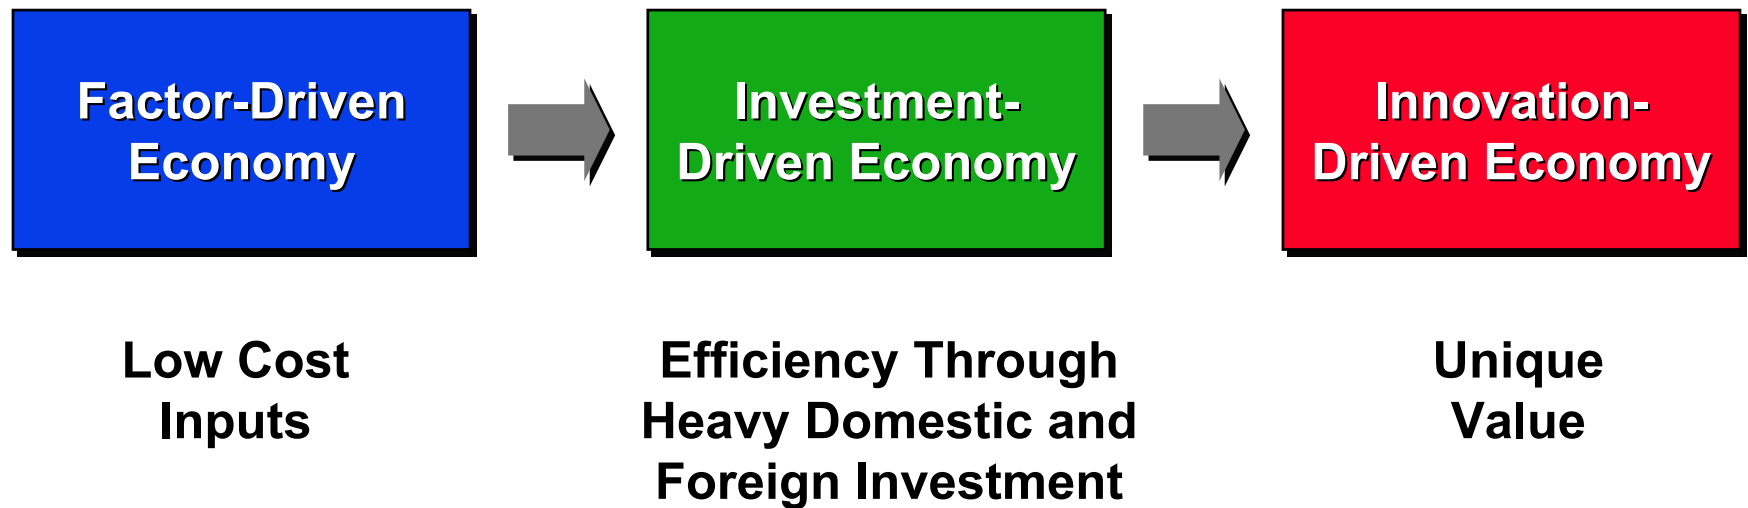 Factor-Driven
Economy
Investment-
Driven Economy
Innovation-
Driven Economy
Low Cost
Inputs
Efficiency Through
Heavy Domestic and
Foreign Investment
Unique
Value